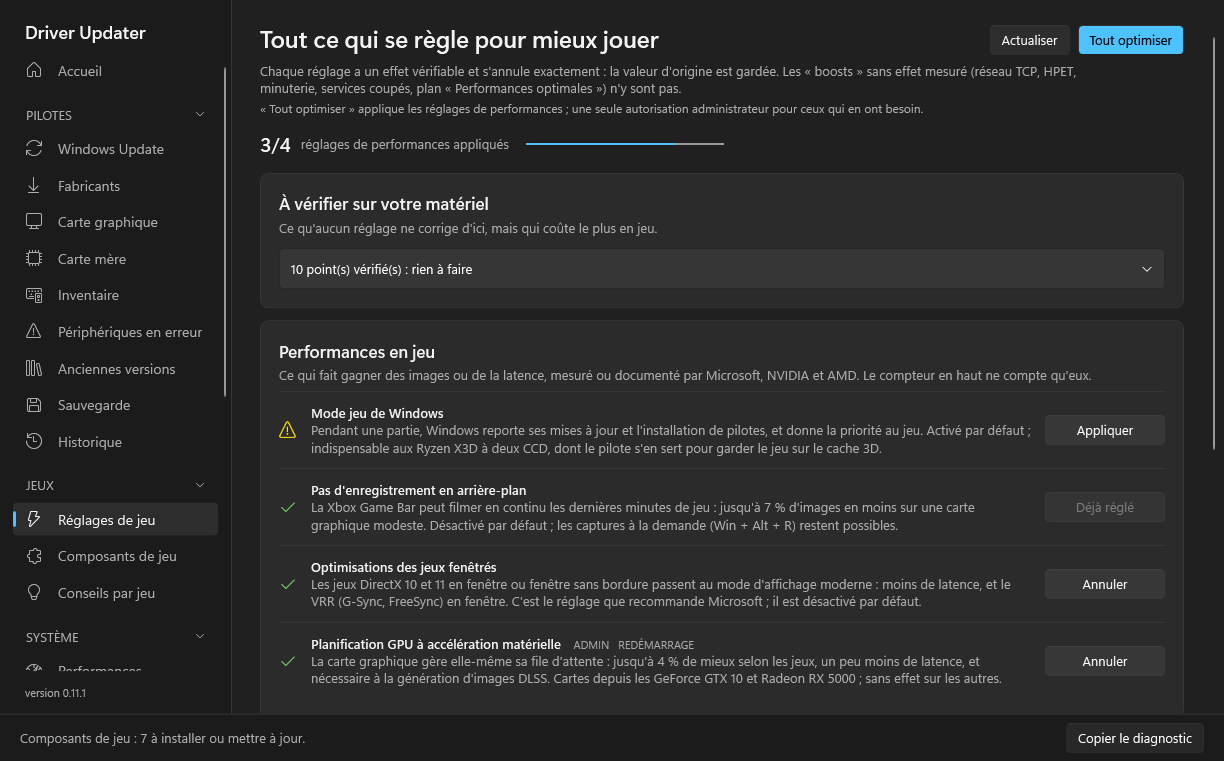 Driver Updater
Accueil
PILOTES
Windows Update
Fabricants
Carte graphique
Carte mère
Inventaire
Périphériques en erreur
Anciennes versions
Sauvegarde
Historique
JEUX
Réglages de jeu
Composants de jeu
Conseils par jeu
SYSTÈME
Performances
version 0.11.1
Tout ce qui se règle pour mieux jouer
Actualiser
Tout optimiser
Chaque réglage a un effet vérifiable et s'annule exactement : la valeur d'origine est gardée. Les « boosts » sans effet mesuré (réseau TCP, HPET,
minuterie, services coupés, plan « Performances optimales ») n'y sont pas.
« Tout optimiser » applique les réglages de performances ; une seule autorisation administrateur pour ceux qui en ont besoin.
3/4 réglages de performances appliqués
À vérifier sur votre matériel
Ce qu'aucun réglage ne corrige d'ici, mais qui coûte le plus en jeu.
10 point(s) vérifié(s) : rien à faire
Performances en jeu
Ce qui fait gagner des images ou de la latence, mesuré ou documenté par Microsoft, NVIDIA et AMD. Le compteur en haut ne compte qu'eux.
Mode jeu de Windows
Pendant une partie, Windows reporte ses mises à jour et l'installation de pilotes, et donne la priorité au jeu. Activé par défaut ;
indispensable aux Ryzen X3D à deux CCD, dont le pilote s'en sert pour garder le jeu sur le cache 3D.
Appliquer
Pas d'enregistrement en arrière-plan
La Xbox Game Bar peut filmer en continu les dernières minutes de jeu : jusqu'à 7 % d'images en moins sur une carte
graphique modeste. Désactivé par défaut ; les captures à la demande (Win + Alt + R) restent possibles.
Déjà réglé
Optimisations des jeux fenêtrés
Les jeux DirectX 10 et 11 en fenêtre ou fenêtre sans bordure passent au mode d'affichage moderne : moins de latence, et le
VRR (G-Sync, FreeSync) en fenêtre. C'est le réglage que recommande Microsoft ; il est désactivé par défaut.
Annuler
Planification GPU à accélération matérielle ADMIN REDÉMARRAGE
La carte graphique gère elle-même sa file d'attente : jusqu'à 4 % de mieux selon les jeux, un peu moins de latence, et
nécessaire à la génération d'images DLSS. Cartes depuis les GeForce GTX 10 et Radeon RX 5000 ; sans effet sur les autres.
Annuler
Composants de jeu : 7 à installer ou mettre à jour.
Copier le diagnostic